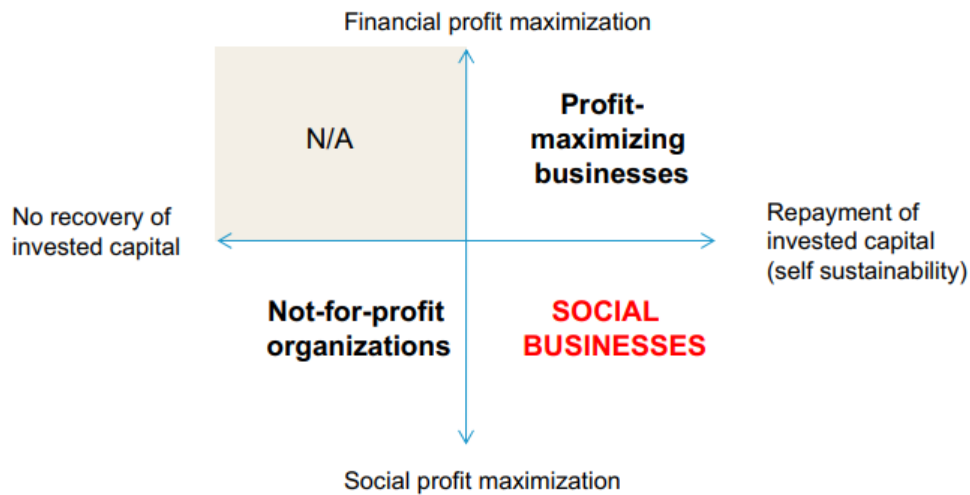 Financial profit maximization
Profit-
maximizing
businesses
N/A
No recovery of
invested capital
Repayment of
invested capital
(self sustainability)
Not-for-profit
organizations
SOCIAL
BUSINESSES
Social profit maximization